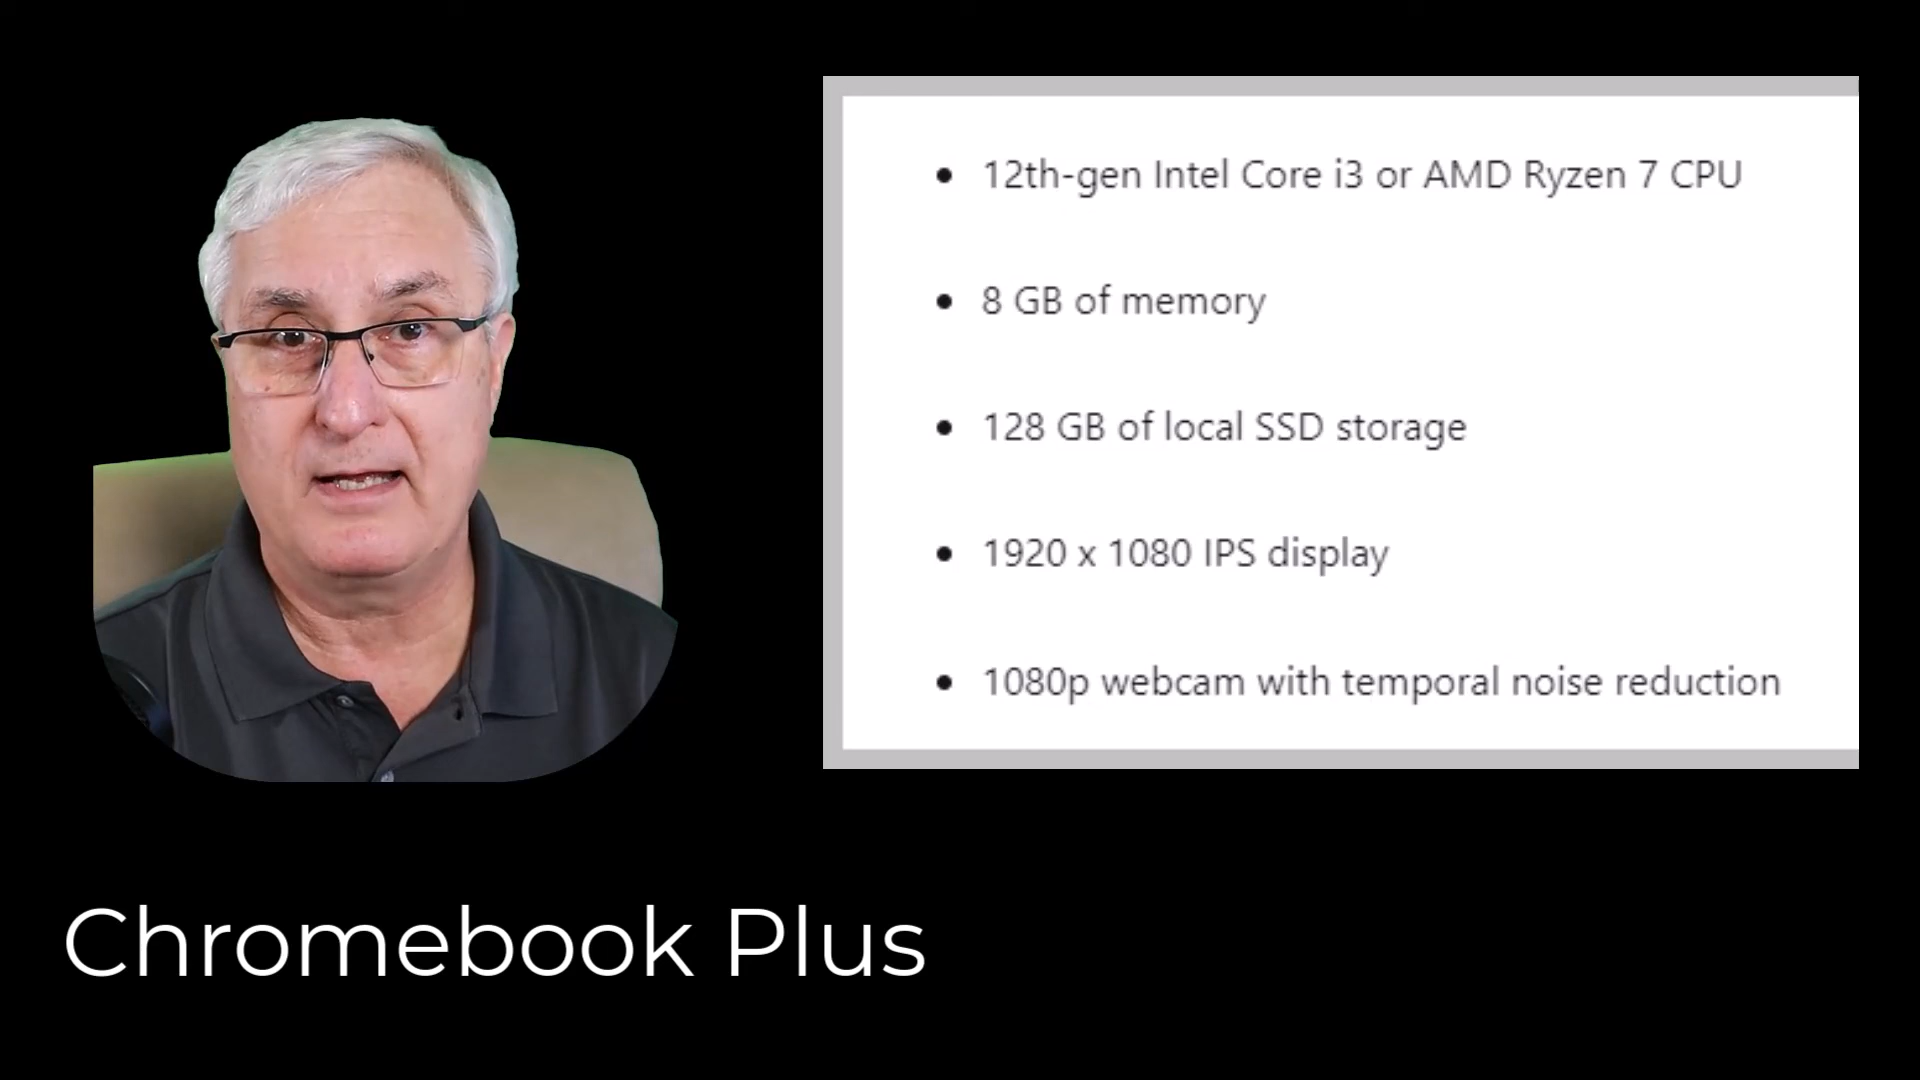 12th-gen Intel Core i3 or AMD Ryzen 7 CPU
8 GB of memory
128 GB of local SSD storage
1920 x 1080 IPS display
1080p webcam with temporal noise reduction
Chromebook Plus